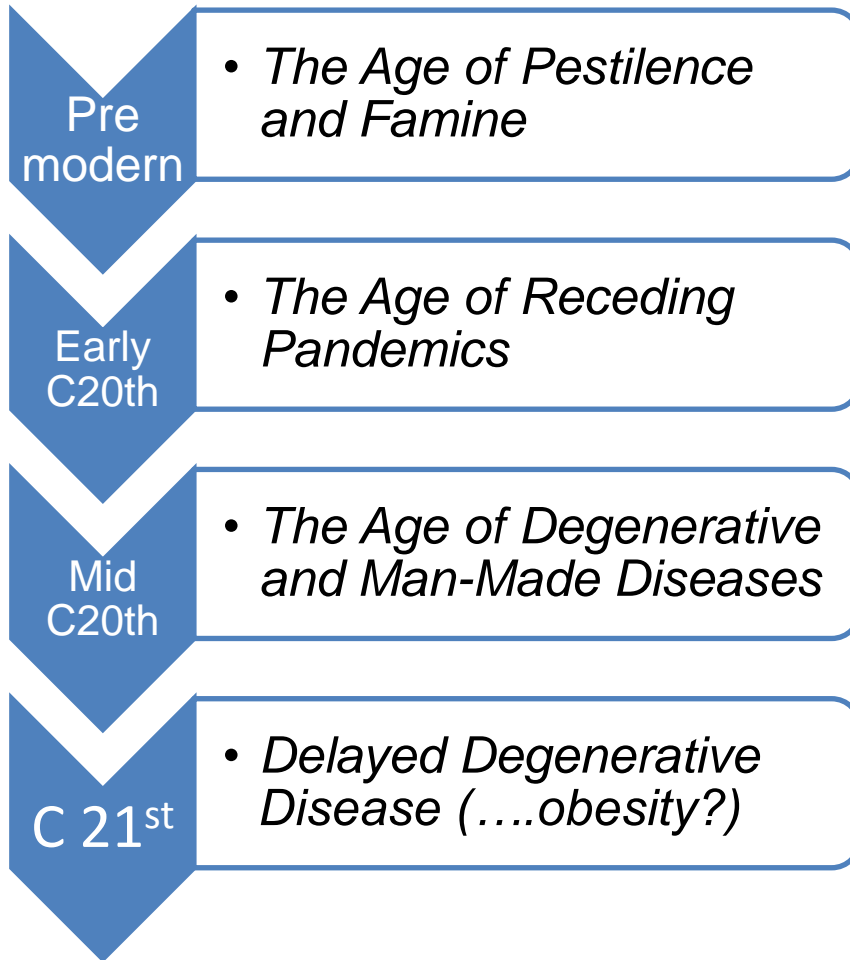 Pre
modern
• The Age of Pestilence
and Famine
Early
C20th
• The Age of Receding
Pandemics
Mid
C20th
• The Age of Degenerative
and Man-Made Diseases
C 21st
• Delayed Degenerative
Disease (....obesity?)